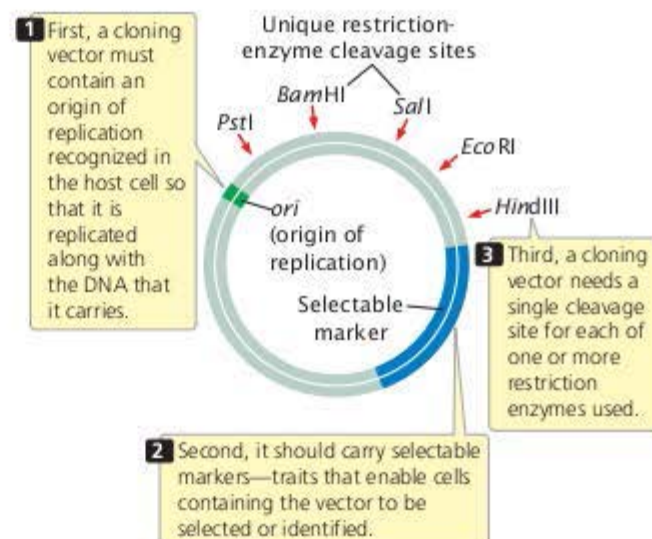 1 First, a cloning
vector must
contain an
origin of
replication
recognized in
the host cell so
that it is
replicated
along with
the DNA that
it carries.
Unique restriction-
enzyme cleavage sites
PstI
BamHI
SalI
EcoRI
HindIII
ori
(origin of
replication)
Selectable
marker
3 Third, a cloning
vector needs a
single cleavage
site for each of
one or more
restriction
enzymes used.
2 Second, it should carry selectable
markers—traits that enable cells
containing the vector to be
selected or identified.